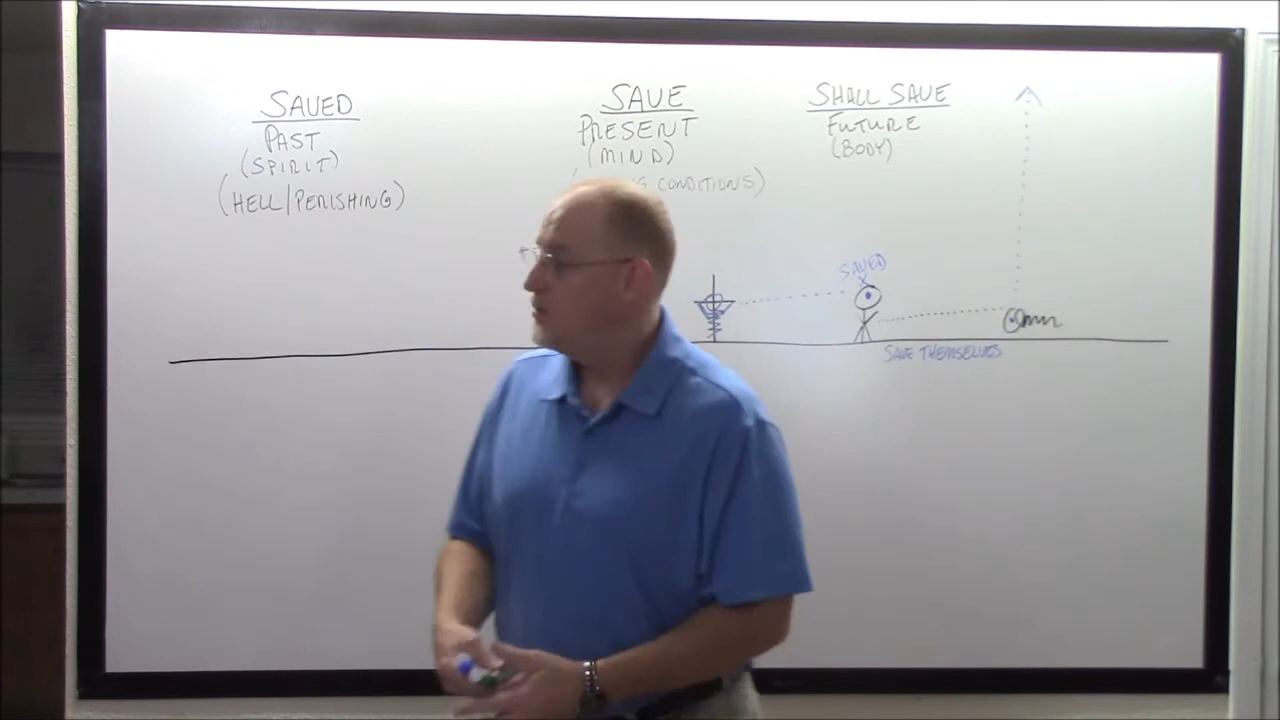 SAVED
PAST
(SPIRIT)
(HELL/PERISHING)
SAVE
PRESENT
(MIND)
CONDITIONS)
SHALL SAVE
FUTURE
(BODY)
SAVED
SAVE THEMSELVES